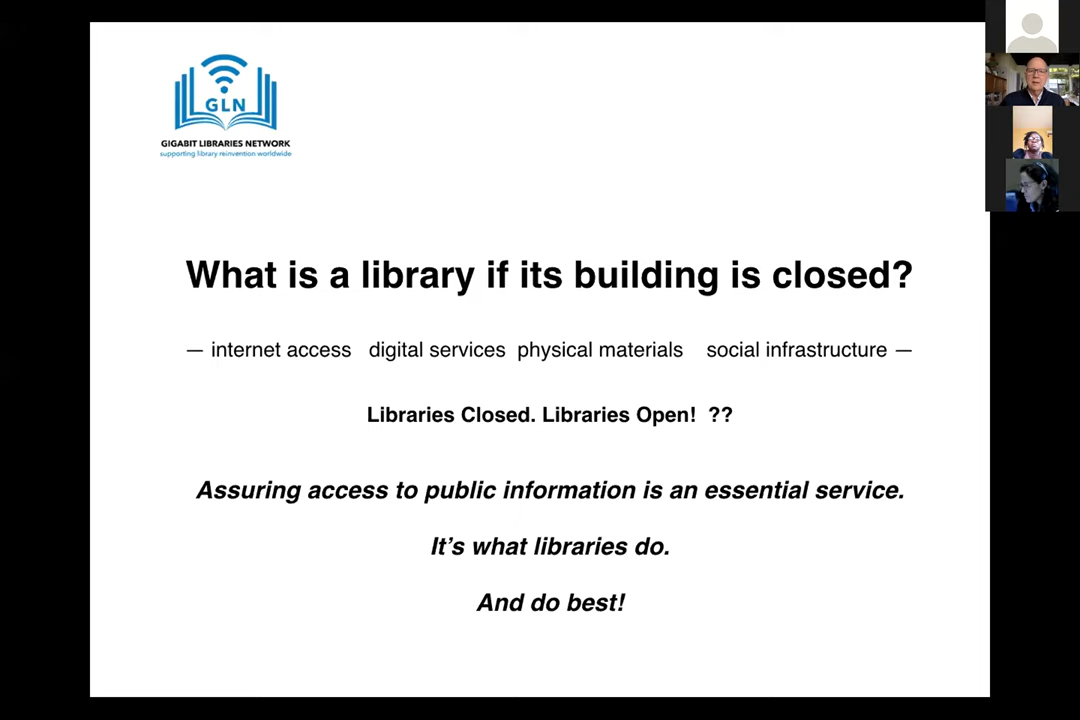 GLN
GIGABIT LIBRARIES NETWORK
supporting library reinvention worldwide
What is a library if its building is closed?
— internet access digital services physical materials social infrastructure —
Libraries Closed. Libraries Open! ??
Assuring access to public information is an essential service.
It's what libraries do.
And do best!